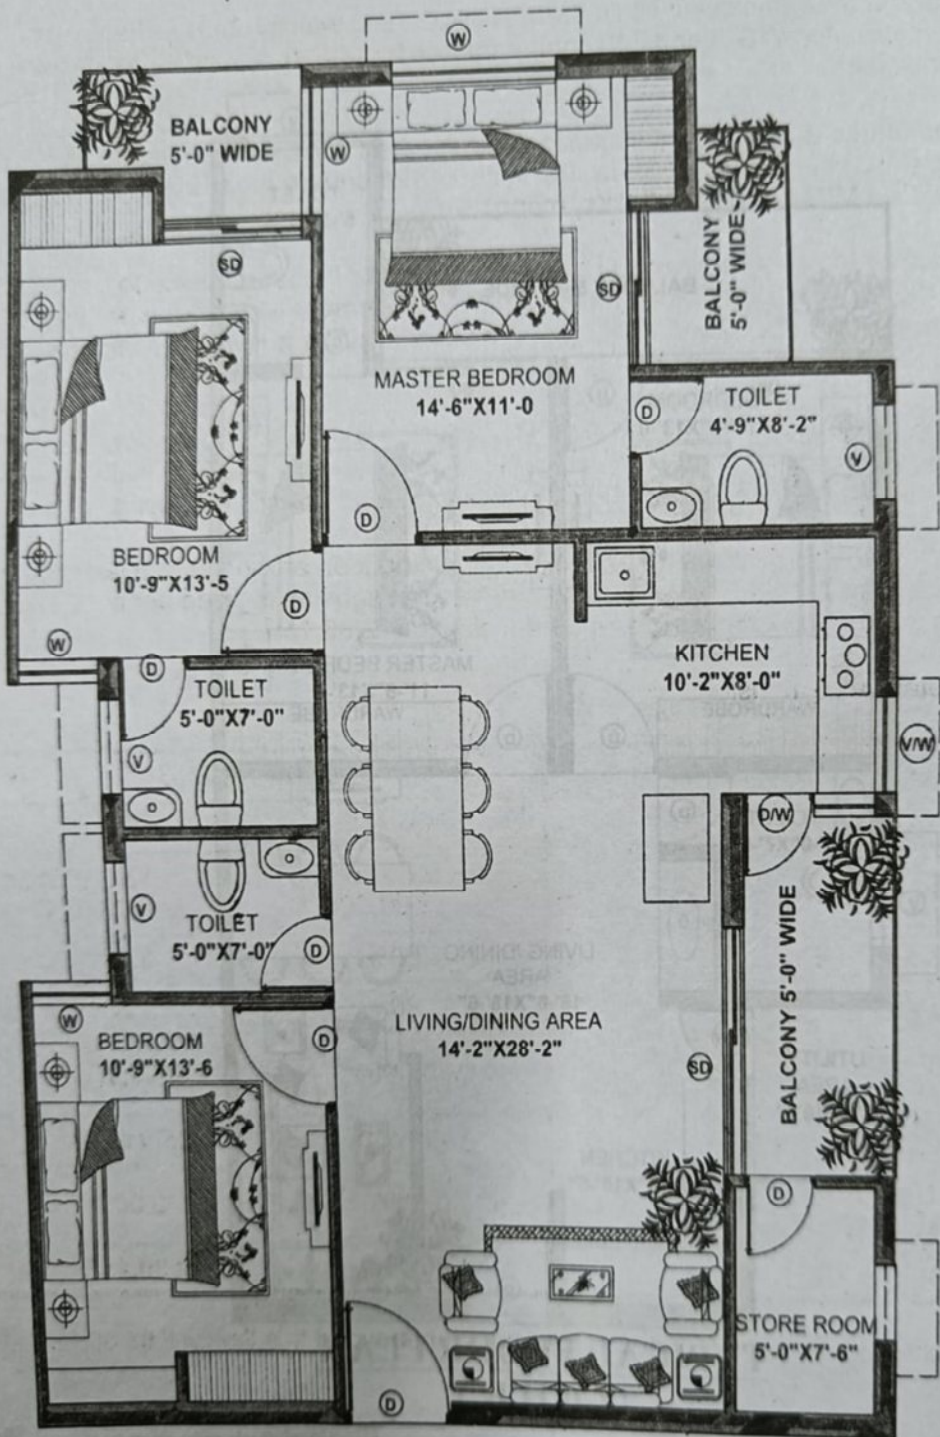 W
BALCONY
5'-0" WIDE
W
BALCONY
5'-0" WIDE
SD
SD
MASTER BEDROOM
14'-6"X11'-0
D
TOILET
4'-9"X8'-2"
V
D
BEDROOM
10'-9"X13'-5
D
W
D
TOILET
5'-0"X7'-0"
V
KITCHEN
10'-2"X8'-0"
V/W
D/W
TOILET
5'-0"X7'-0"
V
D
BALCONY 5'-0" WIDE
LIVING/DINING AREA
14'-2"X28'-2"
SD
W
BEDROOM
10'-9"X13'-6
D
D
STORE ROOM
5'-0"X7'-6"
D